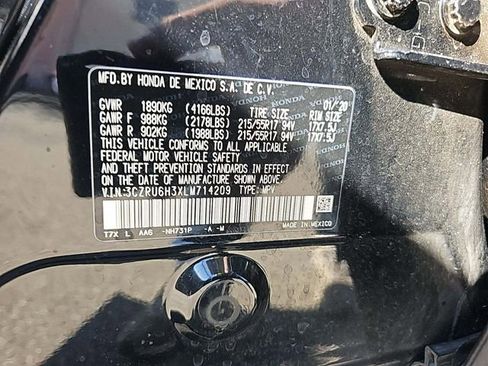 MFD.BY HONDA DE MEXICO S.A. DE C.V.
GVWR 1890KG (4166LBS) TIRE SIZE 01/20 RIM SIZE
GAWR F 988KG (2178LBS) 215/55R17 94V 17X7.5J
GAWR R 902KG (1988LBS) 215/55R17 94V 17X7.5J
THIS VEHICLE CONFORMS TO ALL APPLICABLE
FEDERAL MOTOR VEHICLE SAFETY
AND THEFT PREVENTION STANDARDS IN EFFECT
ON THE DATE OF MANUFACTURE SHOWN ABOVE.
V.I.N.:3CZRU6H3XLM714209 TYPE: MPV
T7X L AA6 -NH731P -A -M MADE IN MEXICO